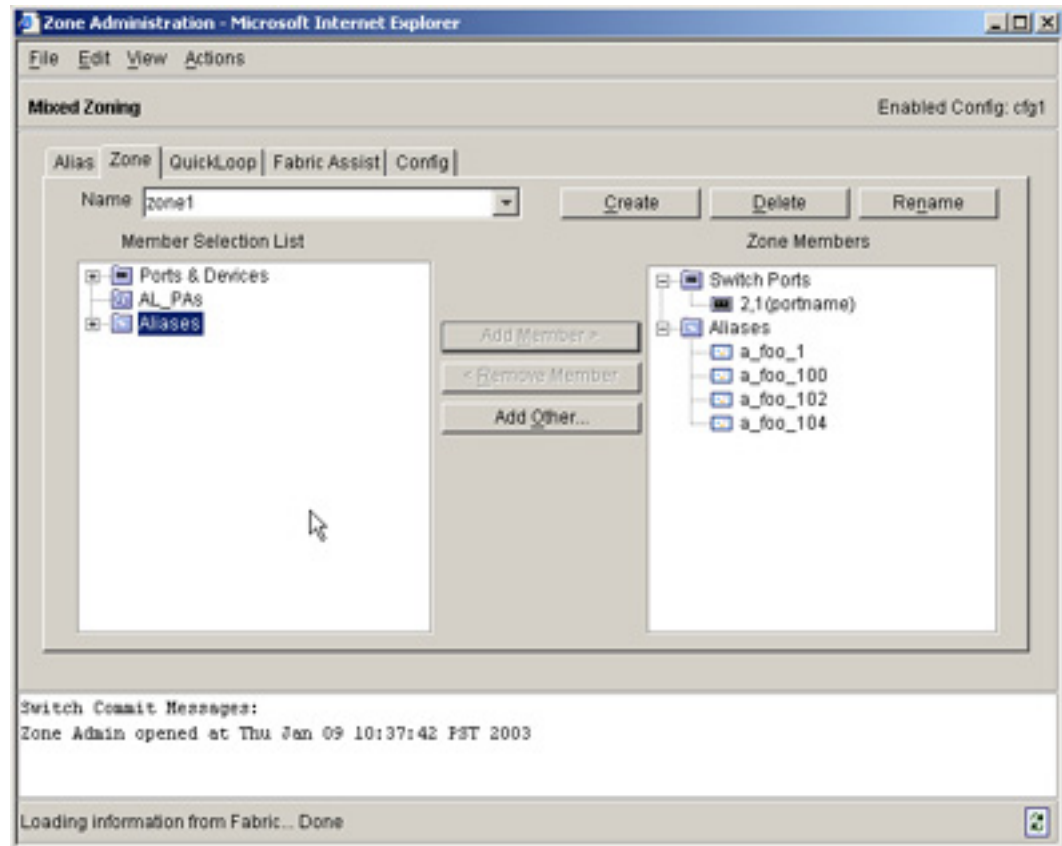 Zone Administration - Microsoft Internet Explorer
File Edit View Actions
Mixed Zoning Enabled Config: cfg1
Alias Zone QuickLoop Fabric Assist Config
Name zone1 Create Delete Rename
Member Selection List Zone Members
Ports & Devices
AL_PAs
Aliases
Add Member >
< Remove Member
Add Other...
Switch Ports
2,1(portname)
Aliases
a_foo_1
a_foo_100
a_foo_102
a_foo_104
Switch Commit Messages:
Zone Admin opened at Thu Jan 09 10:37:42 PST 2003
Loading information from Fabric... Done